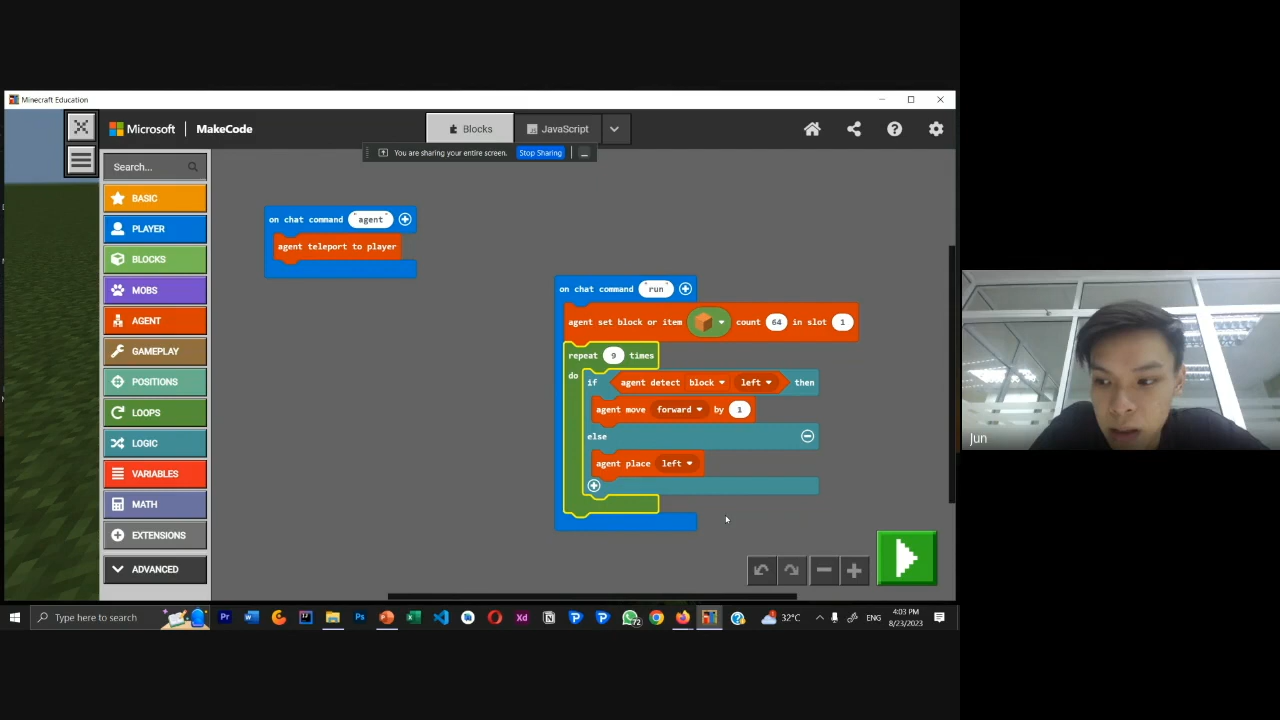 Minecraft Education
Microsoft | MakeCode
Blocks
JavaScript
You are sharing your entire screen.
Stop Sharing
Search...
BASIC
PLAYER
BLOCKS
MOBS
AGENT
GAMEPLAY
POSITIONS
LOOPS
LOGIC
VARIABLES
MATH
EXTENSIONS
ADVANCED
on chat command "agent"
agent teleport to player
on chat command "run"
agent set block or item count 64 in slot 1
repeat 9 times
do
if agent detect block left then
agent move forward by 1
else
agent place left
Jun
Type here to search
Pr
Ps
Xd
72
32°C
ENG
4:03 PM
8/23/2023